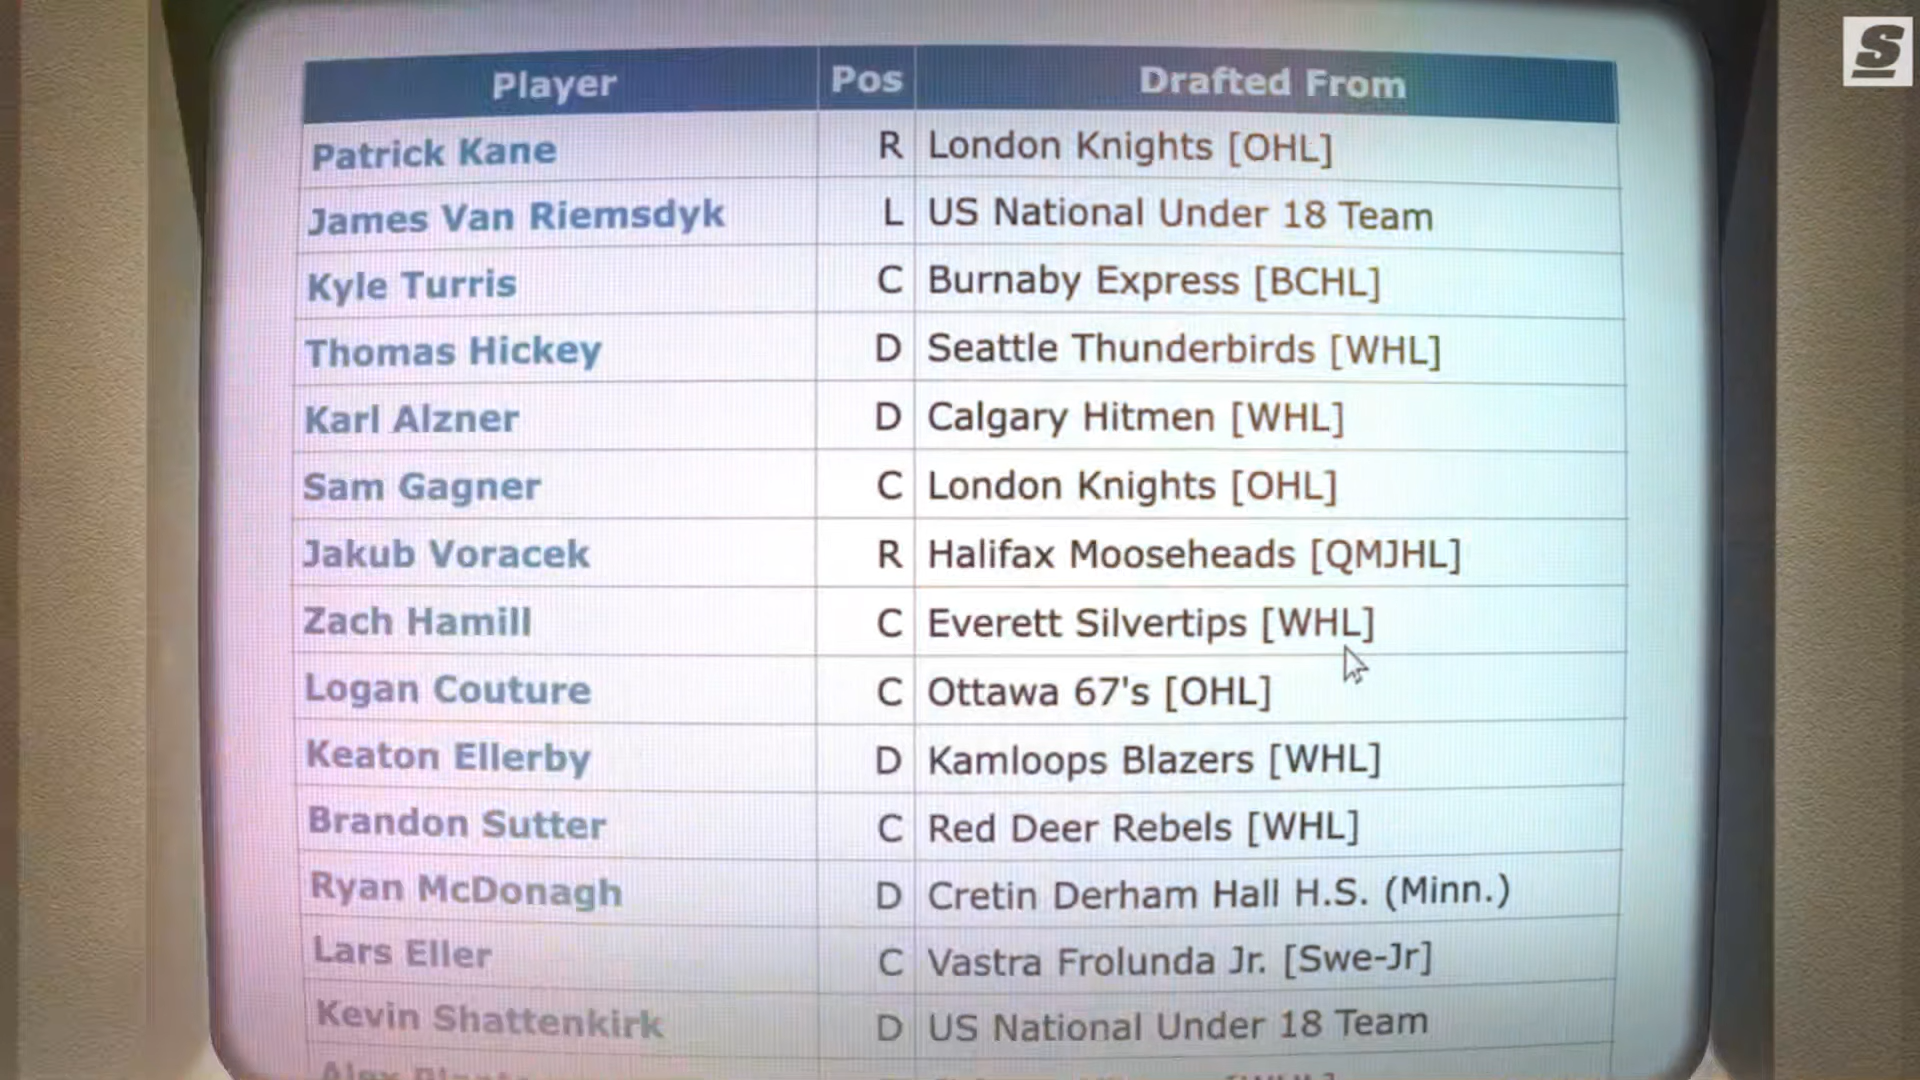 S
Player Pos Drafted From
Patrick Kane R London Knights [OHL]
James Van Riemsdyk L US National Under 18 Team
Kyle Turris C Burnaby Express [BCHL]
Thomas Hickey D Seattle Thunderbirds [WHL]
Karl Alzner D Calgary Hitmen [WHL]
Sam Gagner C London Knights [OHL]
Jakub Voracek R Halifax Mooseheads [QMJHL]
Zach Hamill C Everett Silvertips [WHL]
Logan Couture C Ottawa 67's [OHL]
Keaton Ellerby D Kamloops Blazers [WHL]
Brandon Sutter C Red Deer Rebels [WHL]
Ryan McDonagh D Cretin Derham Hall H.S. (Minn.)
Lars Eller C Vastra Frolunda Jr. [Swe-Jr]
Kevin Shattenkirk D US National Under 18 Team